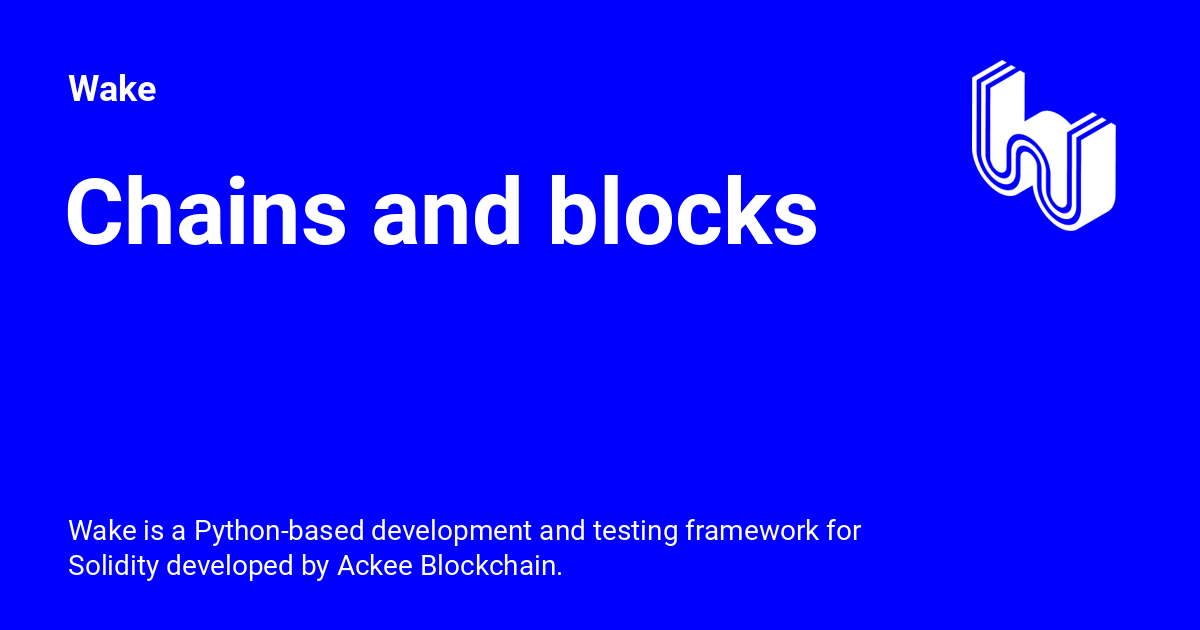 Wake
Chains and blocks
Wake is a Python-based development and testing framework for
Solidity developed by Ackee Blockchain.